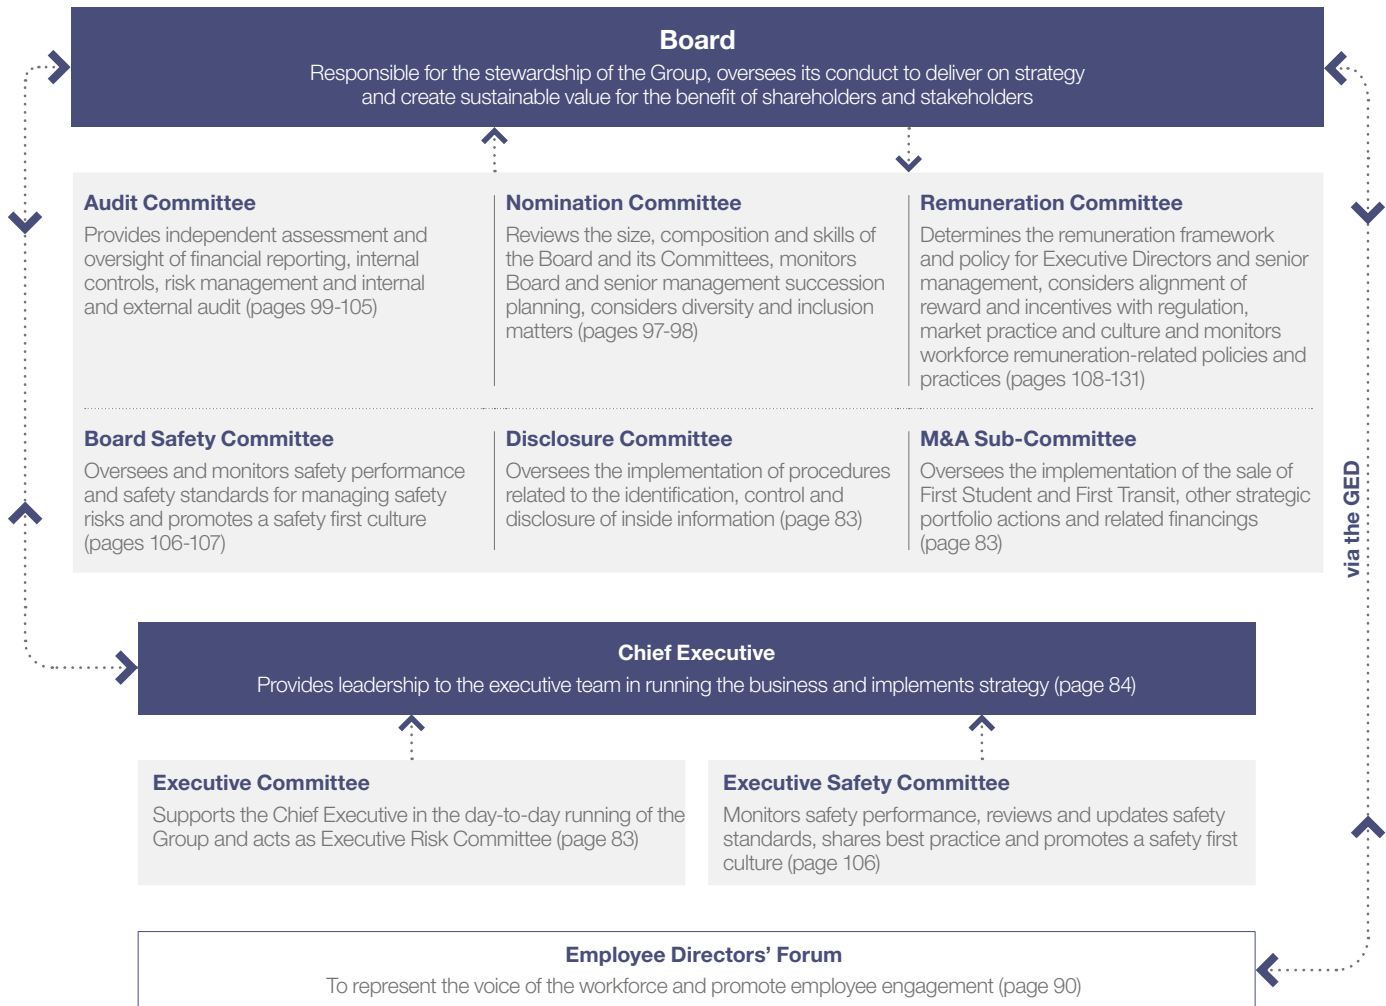 Board
Responsible for the stewardship of the Group, oversees its conduct to deliver on strategy
and create sustainable value for the benefit of shareholders and stakeholders
Audit Committee
Provides independent assessment and
oversight of financial reporting, internal
controls, risk management and internal
and external audit (pages 99-105)
Nomination Committee
Reviews the size, composition and skills of
the Board and its Committees, monitors
Board and senior management succession
planning, considers diversity and inclusion
matters (pages 97-98)
Remuneration Committee
Determines the remuneration framework
and policy for Executive Directors and senior
management, considers alignment of
reward and incentives with regulation,
market practice and culture and monitors
workforce remuneration-related policies and
practices (pages 108-131)
Board Safety Committee
Oversees and monitors safety performance
and safety standards for managing safety
risks and promotes a safety first culture
(pages 106-107)
Disclosure Committee
Oversees the implementation of procedures
related to the identification, control and
disclosure of inside information (page 83)
M&A Sub-Committee
Oversees the implementation of the sale of
First Student and First Transit, other strategic
portfolio actions and related financings
(page 83)
via the GED
Chief Executive
Provides leadership to the executive team in running the business and implements strategy (page 84)
Executive Committee
Supports the Chief Executive in the day-to-day running of the
Group and acts as Executive Risk Committee (page 83)
Executive Safety Committee
Monitors safety performance, reviews and updates safety
standards, shares best practice and promotes a safety first
culture (page 106)
Employee Directors’ Forum
To represent the voice of the workforce and promote employee engagement (page 90)